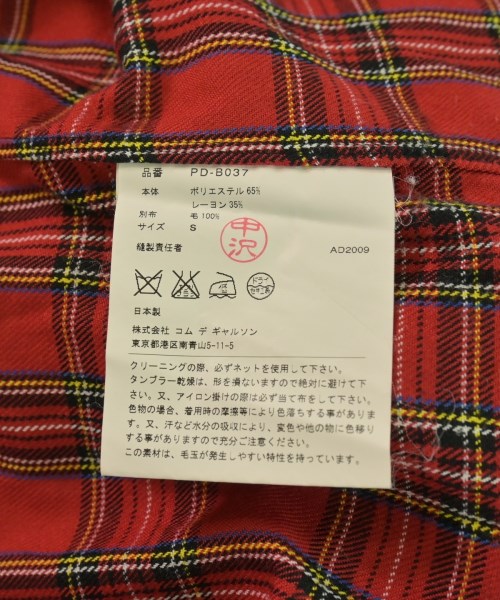 品番 PD-B037
本体 ポリエステル 65%
レーヨン 35%
別布 毛 100%
サイズ S
中沢
縫製責任者 AD2009
ドライ
日本製
株式会社 コム デ ギャルソン
東京都港区南青山5-11-5
クリーニングの際、必ずネットを使用して下さい。
タンブラー乾燥は、形を損ないますので絶対に避けて下
さい。又、アイロン掛けの際は必ず当て布をして下さい。
色物の場合、着用時の摩擦等により色落ちする事がありま
す。又、汗など水分の吸収により、変色や他の物に色移り
する事がありますので充分ご注意ください。
この素材は、毛玉が発生しやすい特性を持っています。